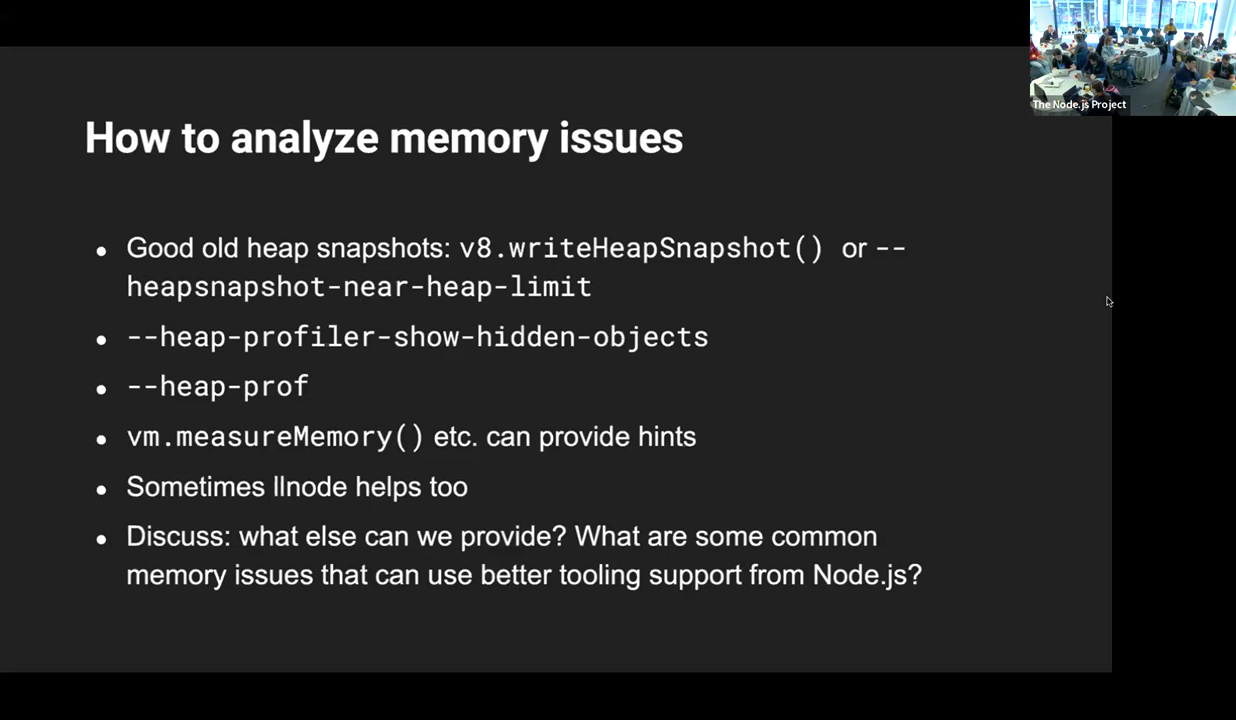 The Node.js Project
How to analyze memory issues
● Good old heap snapshots: v8.writeHeapSnapshot() or --
heapsnapshot-near-heap-limit
● --heap-profiler-show-hidden-objects
● --heap-prof
● vm.measureMemory() etc. can provide hints
● Sometimes llnode helps too
● Discuss: what else can we provide? What are some common
memory issues that can use better tooling support from Node.js?